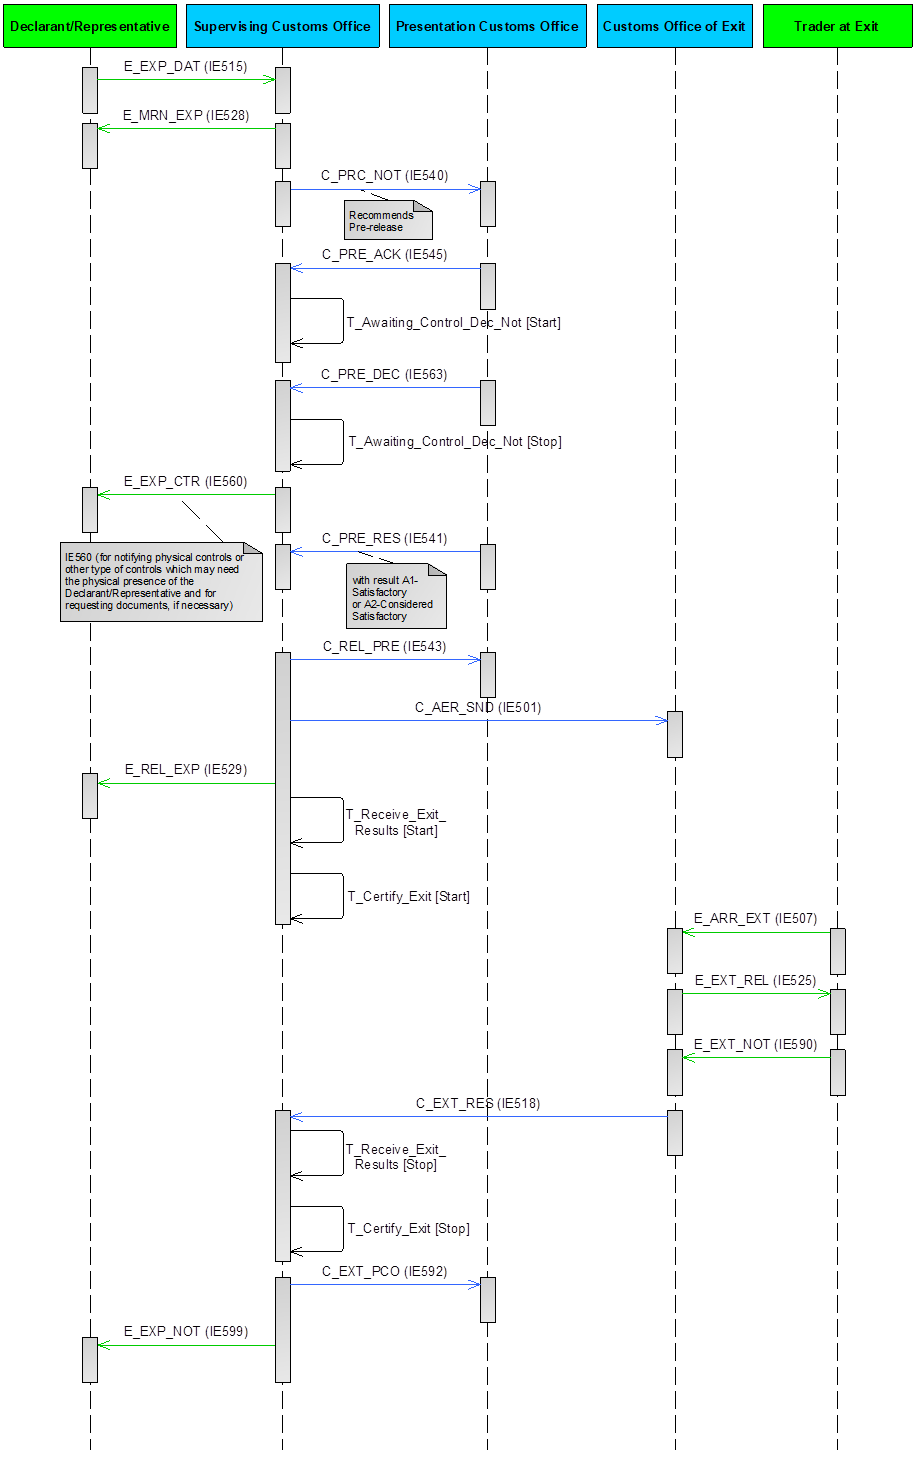 Declarant/Representative
Supervising Customs Office
Presentation Customs Office
Customs Office of Exit
Trader at Exit
E_EXP_DAT (IE515)
E_MRN_EXP (IE528)
C_PRC_NOT (IE540)
Recommends
Pre-release
C_PRE_ACK (IE545)
T_Awaiting_Control_Dec_Not [Start]
C_PRE_DEC (IE563)
T_Awaiting_Control_Dec_Not [Stop]
E_EXP_CTR (IE560)
IE560 (for notifying physical controls or
other type of controls which may need
the physical presence of the
Declarant/Representative and for
requesting documents, if necessary)
C_PRE_RES (IE541)
with result A1-
Satisfactory
or A2-Considered
Satisfactory
C_REL_PRE (IE543)
C_AER_SND (IE501)
E_REL_EXP (IE529)
T_Receive_Exit_
Results [Start]
T_Certify_Exit [Start]
E_ARR_EXT (IE507)
E_EXT_REL (IE525)
E_EXT_NOT (IE590)
C_EXT_RES (IE518)
T_Receive_Exit_
Results [Stop]
T_Certify_Exit [Stop]
C_EXT_PCO (IE592)
E_EXP_NOT (IE599)